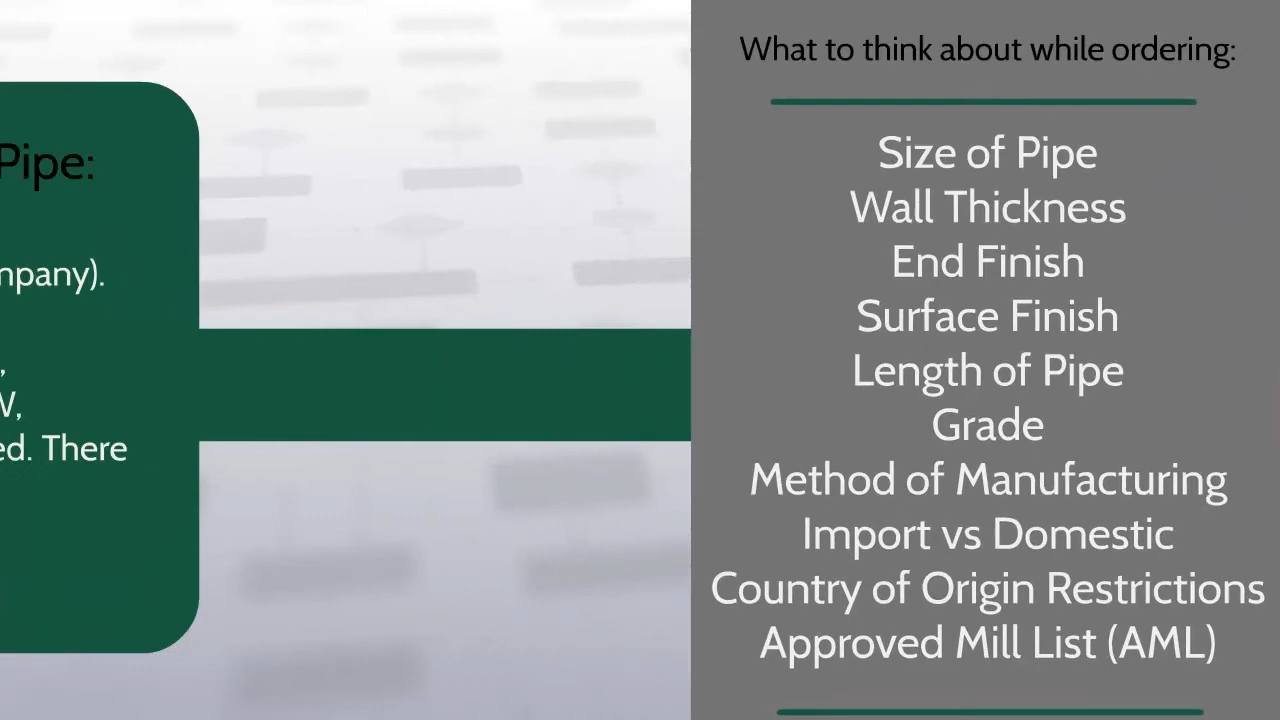 Pipe:
mpany).
,
W,
ed. There
What to think about while ordering:
Size of Pipe
Wall Thickness
End Finish
Surface Finish
Length of Pipe
Grade
Method of Manufacturing
Import vs Domestic
Country of Origin Restrictions
Approved Mill List (AML)